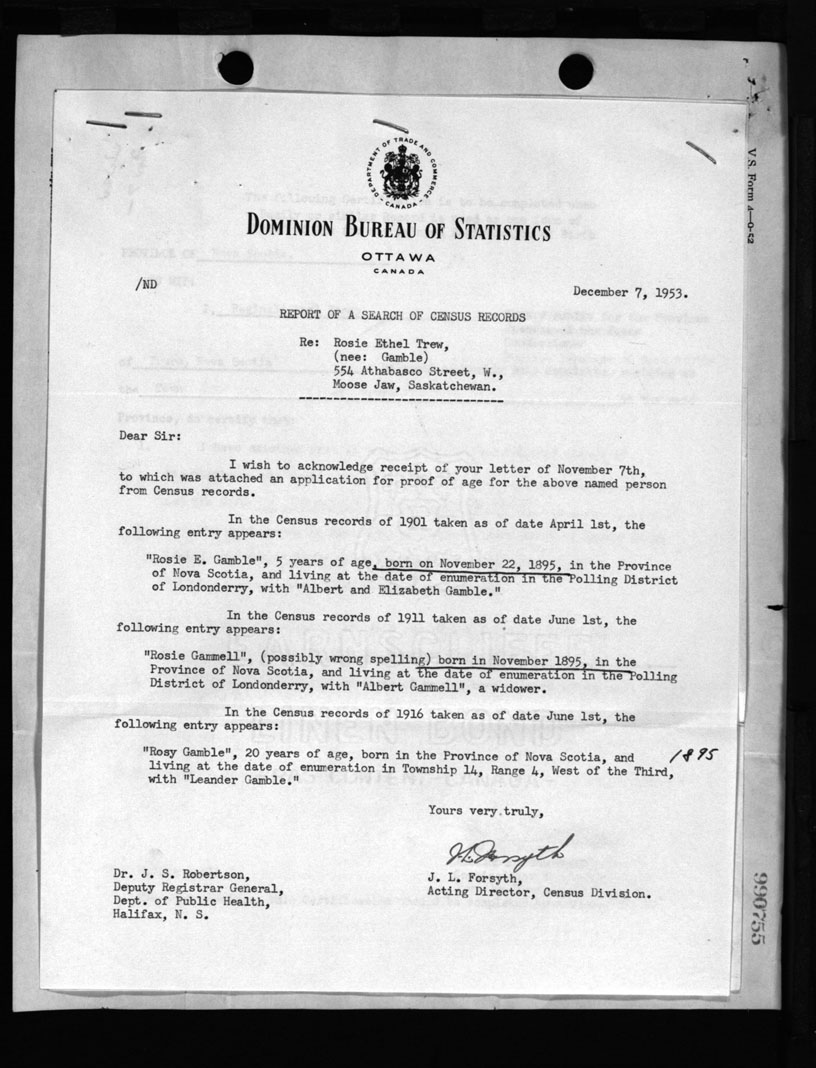 DEPARTMENT OF TRADE AND COMMERCE
CANADA
DOMINION BUREAU OF STATISTICS
OTTAWA
CANADA
/ND
December 7, 1953.
REPORT OF A SEARCH OF CENSUS RECORDS
Re: Rosie Ethel Trew,
(nee: Gamble)
554 Athabasco Street, W.,
Moose Jaw, Saskatchewan.
Dear Sir:
I wish to acknowledge receipt of your letter of November 7th,
to which was attached an application for proof of age for the above named person
from Census records.
In the Census records of 1901 taken as of date April 1st, the
following entry appears:
"Rosie E. Gamble", 5 years of age, born on November 22, 1895, in the Province
of Nova Scotia, and living at the date of enumeration in the Polling District
of Londonderry, with "Albert and Elizabeth Gamble."
In the Census records of 1911 taken as of date June 1st, the
following entry appears:
"Rosie Gammell", (possibly wrong spelling) born in November 1895, in the
Province of Nova Scotia, and living at the date of enumeration in the Polling
District of Londonderry, with "Albert Gammell", a widower.
In the Census records of 1916 taken as of date June 1st, the
following entry appears:
"Rosy Gamble", 20 years of age, born in the Province of Nova Scotia, and 1895
living at the date of enumeration in Township 14, Range 4, West of the Third,
with "Leander Gamble."
Yours very truly,
J L Forsyth
Dr. J. S. Robertson,
Deputy Registrar General,
Dept. of Public Health,
Halifax, N. S.
J. L. Forsyth,
Acting Director, Census Division.
V.S. Form 4—0-52
990755